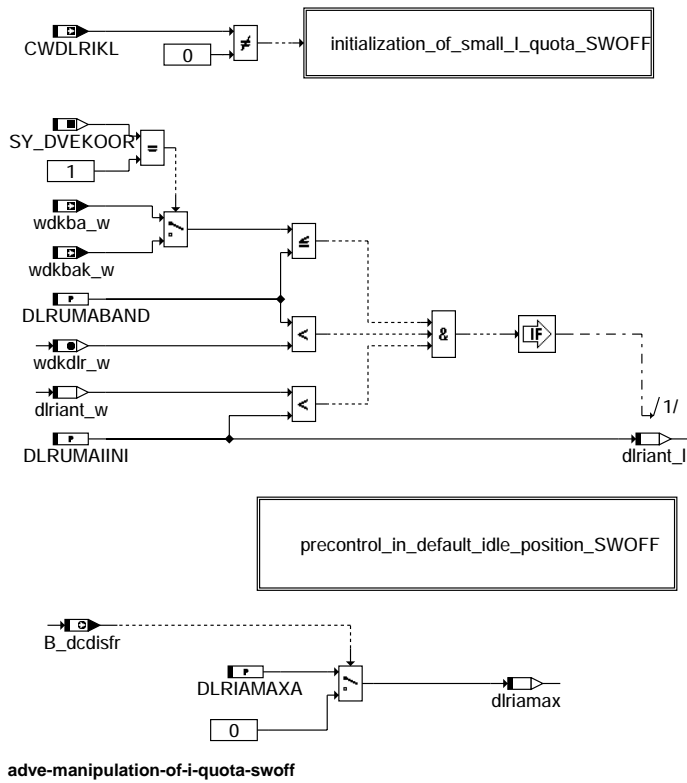 CWDLRIKL
0
≠
initialization_of_small_I_quota_SWOFF
SY_DVEKOOR
=
1
wdkba_w
wdkbak_w
≤
P
DLRUMABAND
<
&
IF
wdkdlr_w
dlriant_w
<
/1/
P
DLRUMAIINI
dlriant_l
precontrol_in_default_idle_position_SWOFF
B_dcdisfr
P
DLRIAMAXA
dlriamax
0
adve-manipulation-of-i-quota-swoff